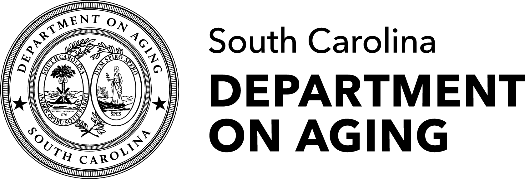 DEPARTMENT ON AGING
SOUTH CAROLINA
South Carolina
DEPARTMENT
ON AGING